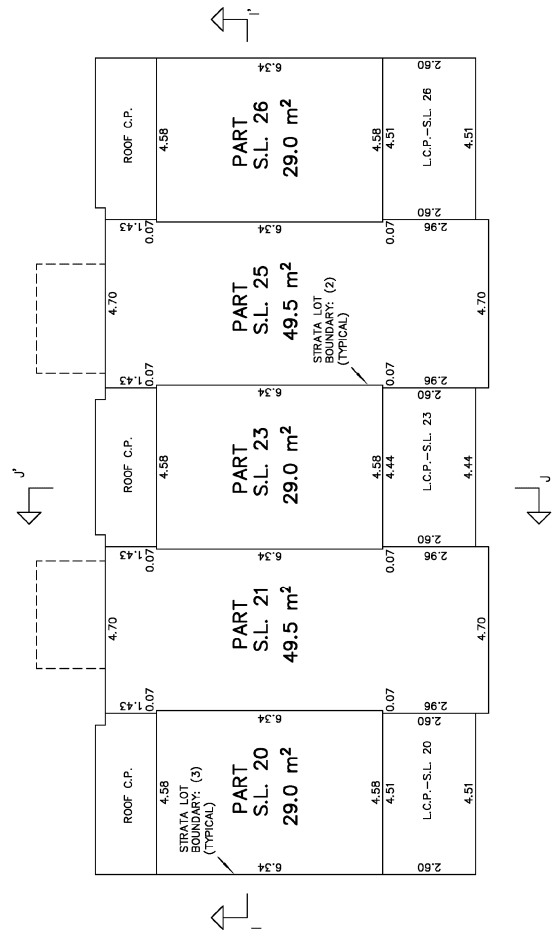 I'
ROOF C.P.
4.58
6.34
PART
S.L. 26
29.0 m²
6.34
4.58
4.51
2.60
L.C.P.-S.L. 26
4.51
2.60
1.43
0.07
4.70
1.43
0.07
PART
S.L. 25
49.5 m²
6.34
0.07
2.96
4.70
0.07
2.96
STRATA LOT
BOUNDARY: (2)
(TYPICAL)
J'
ROOF C.P.
4.58
6.34
PART
S.L. 23
29.0 m²
4.58
4.44
2.60
L.C.P.-S.L. 23
4.44
2.60
J
1.43
0.07
4.70
1.43
0.07
PART
S.L. 21
49.5 m²
6.34
0.07
2.96
4.70
0.07
2.96
ROOF C.P.
4.58
STRATA LOT
BOUNDARY: (3)
(TYPICAL)
6.34
PART
S.L. 20
29.0 m²
4.58
4.51
2.60
L.C.P.-S.L. 20
4.51
2.60
I